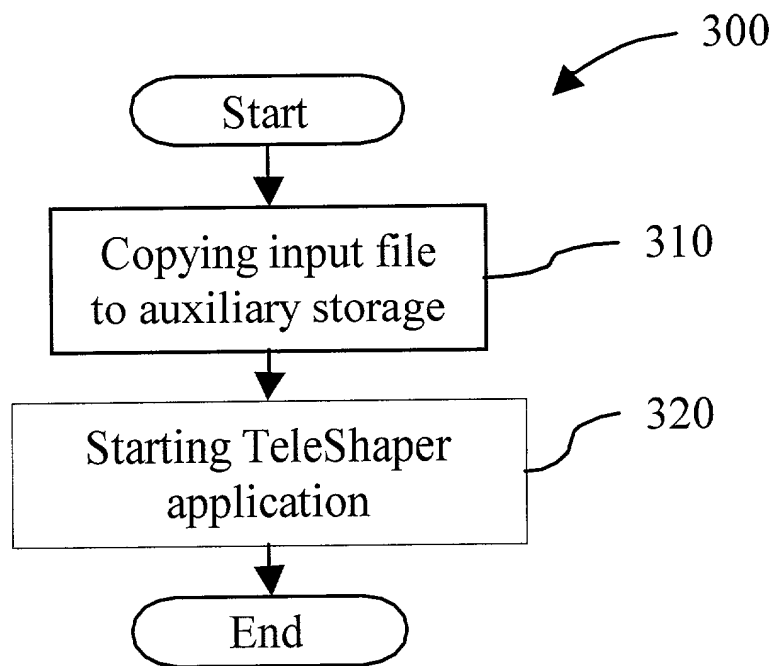 300
Start
Copying input file
to auxiliary storage
310
Starting TeleShaper
application
320
End